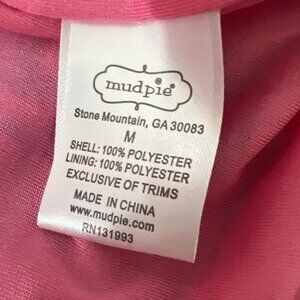 mudpie®
Stone Mountain, GA 30083
M
SHELL: 100% POLYESTER
LINING: 100% POLYESTER
EXCLUSIVE OF TRIMS
MADE IN CHINA
www.mudpie.com
RN131993